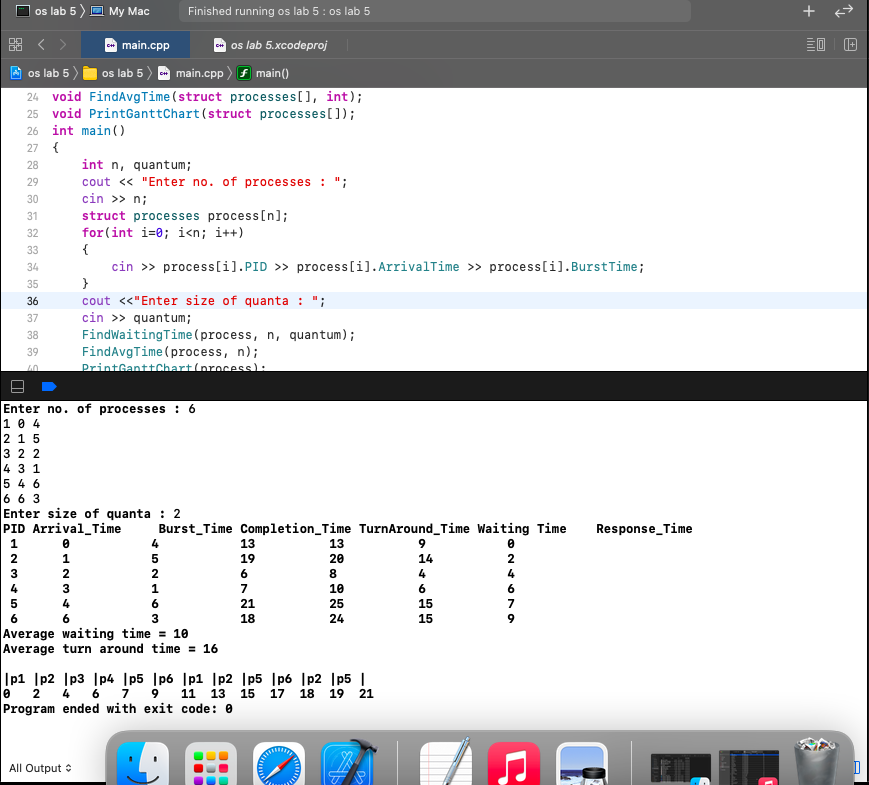 os lab 5 My Mac Finished running os lab 5 : os lab 5
main.cpp os lab 5.xcodeproj
os lab 5 os lab 5 main.cpp main()
24 void FindAvgTime(struct processes[], int);
25 void PrintGanttChart(struct processes[]);
26 int main()
27 {
28 int n, quantum;
29 cout << "Enter no. of processes : ";
30 cin >> n;
31 struct processes process[n];
32 for(int i=0; i<n; i++)
33 {
34 cin >> process[i].PID >> process[i].ArrivalTime >> process[i].BurstTime;
35 }
36 cout <<"Enter size of quanta : ";
37 cin >> quantum;
38 FindWaitingTime(process, n, quantum);
39 FindAvgTime(process, n);
40 PrintGanttChart(process);
Enter no. of processes : 6
1 0 4
2 1 5
3 2 2
4 3 1
5 4 6
6 6 3
Enter size of quanta : 2
PID Arrival_Time Burst_Time Completion_Time TurnAround_Time Waiting Time Response_Time
1 0 4 13 13 9 0
2 1 5 19 20 14 2
3 2 2 6 8 4 4
4 3 1 7 10 6 6
5 4 6 21 25 15 7
6 6 3 18 24 15 9
Average waiting time = 10
Average turn around time = 16
|p1 |p2 |p3 |p4 |p5 |p6 |p1 |p2 |p5 |p6 |p2 |p5 |
0 2 4 6 7 9 11 13 15 17 18 19 21
Program ended with exit code: 0
All Output